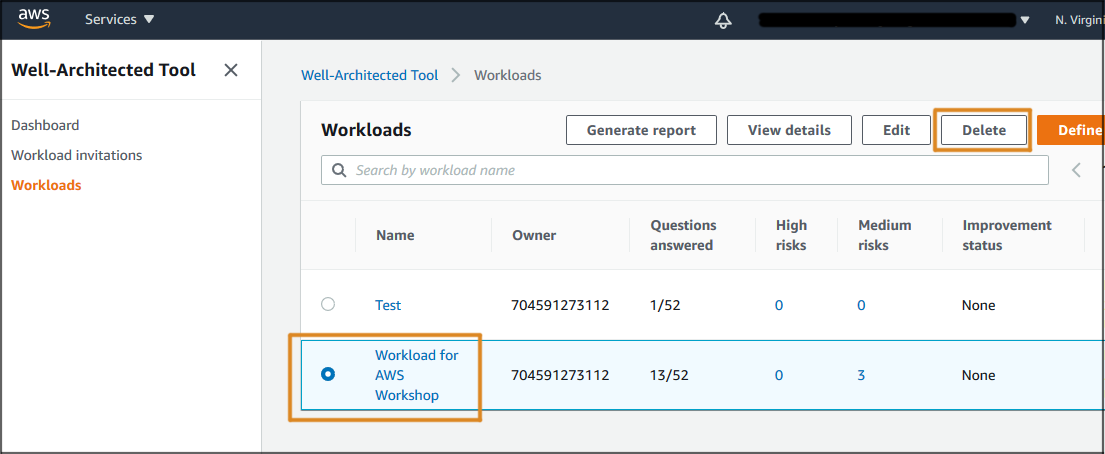 aws Services N. Virgini
Well-Architected Tool
Well-Architected Tool Workloads
Dashboard
Workload invitations
Workloads
Workloads Generate report View details Edit Delete Define
Search by workload name
Name Owner Questions answered High risks Medium risks Improvement status
Test 704591273112 1/52 0 0 None
Workload for AWS Workshop 704591273112 13/52 0 3 None